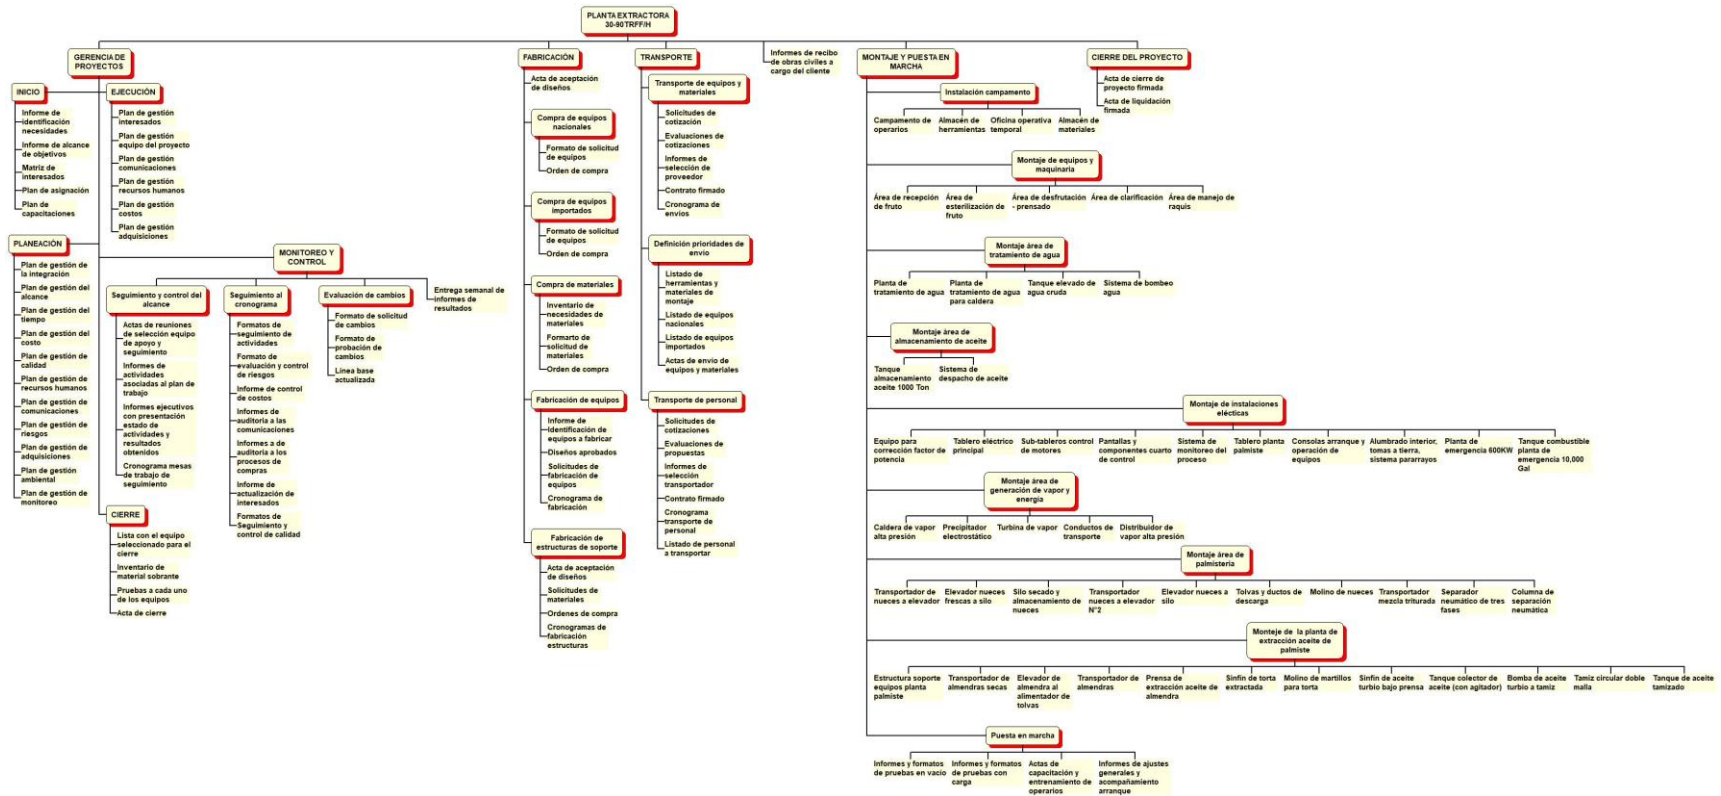 PLANTA EXTRACTORA
30-90TRFF/H
GERENCIA DE
PROYECTOS
INICIO
Informe de
identificación
necesidades
Informe de alcance
de objetivos
Matriz de
interesados
Plan de asignación
Plan de
capacitaciones
EJECUCIÓN
Plan de gestión
interesados
Plan de gestión
equipo del proyecto
Plan de gestión
comunicaciones
Plan de gestión
recursos humanos
Plan de gestión
costos
Plan de gestión
adquisiciones
PLANEACIÓN
Plan de gestión de
la integración
Plan de gestión del
alcance
Plan de gestión del
tiempo
Plan de gestión del
costo
Plan de gestión de
calidad
Plan de gestión de
recursos humanos
Plan de gestión de
comunicaciones
Plan de gestión de
riesgos
Plan de gestión de
adquisiciones
Plan de gestión
ambiental
Plan de gestión de
monitoreo
MONITOREO Y
CONTROL
Seguimiento y control del
alcance
Actas de reuniones
de selección equipo
de apoyo y
seguimiento
Informes de
actividades
asociadas al plan de
trabajo
Informes ejecutivos
con presentación
estado de
actividades y
resultados
obtenidos
Cronograma mesas
de trabajo de
seguimiento
Seguimiento al
cronograma
Formatos de
seguimiento de
actividades
Formato de
evaluación y control
de riesgos
Informe de control
de costos
Informes de
auditoria a las
comunicaciones
Informes a de
auditoria a los
procesos de
compras
Informe de
actualización de
interesados
Formatos de
Seguimiento y
control de calidad
Evaluación de cambios
Formato de solicitud
de cambios
Formato de
probación de
cambios
Línea base
actualizada
Entrega semanal de
informes de
resultados
CIERRE
Lista con el equipo
seleccionado para el
cierre
Inventario de
material sobrante
Pruebas a cada uno
de los equipos
Acta de cierre
FABRICACIÓN
Acta de aceptación
de diseños
Compra de equipos
nacionales
Formato de solicitud
de equipos
Orden de compra
Compra de equipos
importados
Formato de solicitud
de equipos
Orden de compra
Compra de materiales
Inventario de
necesidades de
materiales
Formarto de
solicitud de
materiales
Orden de compra
Fabricación de equipos
Informe de
Identificación de
equipos a fabricar
Diseños aprobados
Solicitudes de
fabricación de
equipos
Cronograma de
fabricación
Fabricación de
estructuras de soporte
Acta de aceptación
de diseños
Solicitudes de
materiales
Ordenes de compra
Cronogramas de
fabricación
estructuras
TRANSPORTE
Transporte de equipos y
materiales
Solicitudes de
cotización
Evaluaciones de
cotizaciones
Informes de
selección de
proveedor
Contrato firmado
Cronograma
de envíos
Definición prioridades de
envío
Listado de
herramientas y
materiales de
montaje
Listado de equipos
nacionales
Listado de equipos
importados
Actas de envío de
equipos y materiales
Transporte de personal
Solicitudes de
cotizaciones
Evaluaciones de
propuestas
Informes de
selección
transportador
Contrato firmado
Cronograma
transporte de
personal
Listado de personal
a transportar
Informes de recibo
de obras civiles a
cargo del cliente
MONTAJE Y PUESTA EN
MARCHA
Instalación campamento
Campamento de
operarios
Almacén de
herramientas
Oficina operativa
temporal
Almacén de
materiales
Montaje de equipos y
maquinaria
Área de recepción
de fruto
Área de
esterilización de
fruto
Área de desfrutación
- prensado
Área de clarificación
Área de manejo de
raquis
Montaje área de
tratamiento de agua
Planta de
tratamiento de agua
Planta de
tratamiento de agua
para caldera
Tanque elevado de
agua cruda
Sistema de bombeo
agua
Montaje área de
almacenamiento de aceite
Tanque
almacenamiento
aceite 1000 Ton
Sistema de
despacho de aceite
Montaje de instalaciones
elécticas
Equipo para
corrección factor de
potencia
Tablero eléctrico
principal
Sub-tableros control
de motores
Pantallas y
componentes cuarto
de control
Sistema de
monitoreo del
proceso
Tablero planta
palmiste
Consolas arranque y
operación de
equipos
Alumbrado interior,
tomas a tierra,
sistema pararrayos
Planta de
emergencia 600KW
Tanque combustible
planta de
emergencia 10,000
Gal
Montaje área de
generación de vapor y
energía
Caldera de vapor
alta presión
Precipitador
electrostático
Turbina de vapor
Conductos de
transporte
Distribuidor de
vapor alta presión
Montaje área de
palmistería
Transportador de
nueces a elevador
Elevador nueces
frescas a silo
Silo secado y
almacenamiento de
nueces
Transportador
nueces a elevador
N°2
Elevador nueces a
silo
Tolvas y ductos de
descarga
Molino de nueces
Transportador
mezcla triturada
Separador
neumático de tres
fases
Columna de
separación
neumática
Monteje de la planta de
extracción aceite de
palmiste
Estructura soporte
equipos planta
palmiste
Transportador de
almendras secas
Elevador de
almendra al
alimentador de
tolvas
Transportador de
almendras
Prensa de
extracción aceite de
almendra
Sinfín de torta
extractada
Molino de martillos
para torta
Sinfín de aceite
turbio bajo prensa
Tanque colector de
aceite (con agitador)
Bomba de aceite
turbio a tamiz
Tamiz circular doble
malla
Tanque de aceite
tamizado
Puesta en marcha
Informes y formatos
de pruebas en vacío
Informes y formatos
de pruebas con
carga
Actas de
capacitación y
entrenamiento de
operarios
Informes de ajustes
generales y
acompañamiento
arranque
CIERRE DEL PROYECTO
Acta de cierre de
proyecto firmada
Acta de liquidación
firmada